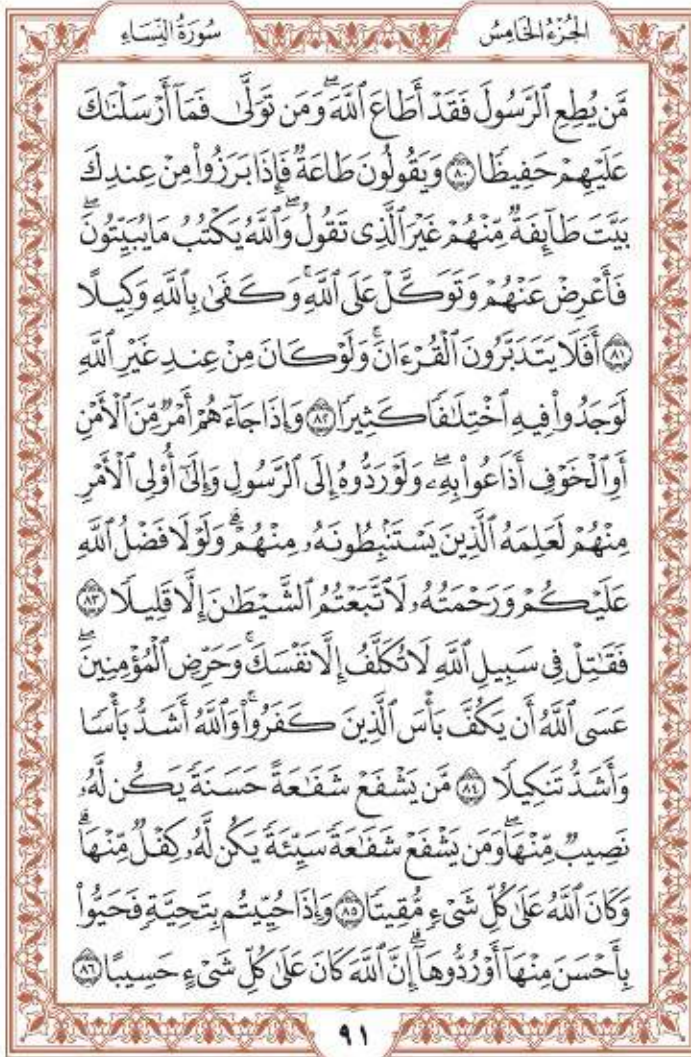 الجُزْءُ الخَامِسُ
سُورَةُ النِّسَاءِ
مَّن يُطِعِ ٱلرَّسُولَ فَقَدۡ أَطَاعَ ٱللَّهَۖ وَمَن تَوَلَّىٰ فَمَآ أَرۡسَلۡنَٰكَ
عَلَيۡهِمۡ حَفِيظٗا ٨٠ وَيَقُولُونَ طَاعَةٞ فَإِذَا بَرَزُواْ مِنۡ عِندِكَ
بَيَّتَ طَآئِفَةٞ مِّنۡهُمۡ غَيۡرَ ٱلَّذِي تَقُولُۖ وَٱللَّهُ يَكۡتُبُ مَا يُبَيِّتُونَۖ
فَأَعۡرِضۡ عَنۡهُمۡ وَتَوَكَّلۡ عَلَى ٱللَّهِۚ وَكَفَىٰ بِٱللَّهِ وَكِيلًا
٨١ أَفَلَا يَتَدَبَّرُونَ ٱلۡقُرۡءَانَۚ وَلَوۡ كَانَ مِنۡ عِندِ غَيۡرِ ٱللَّهِ
لَوَجَدُواْ فِيهِ ٱخۡتِلَٰفٗا كَثِيرٗا ٨٢ وَإِذَا جَآءَهُمۡ أَمۡرٞ مِّنَ ٱلۡأَمۡنِ
أَوِ ٱلۡخَوۡفِ أَذَاعُواْ بِهِۦۖ وَلَوۡ رَدُّوهُ إِلَى ٱلرَّسُولِ وَإِلَىٰٓ أُوْلِي ٱلۡأَمۡرِ
مِنۡهُمۡ لَعَلِمَهُ ٱلَّذِينَ يَسۡتَنۢبِطُونَهُۥ مِنۡهُمۡۗ وَلَوۡلَا فَضۡلُ ٱللَّهِ
عَلَيۡكُمۡ وَرَحۡمَتُهُۥ لَٱتَّبَعۡتُمُ ٱلشَّيۡطَٰنَ إِلَّا قَلِيلٗا ٨٣
فَقَٰتِلۡ فِي سَبِيلِ ٱللَّهِ لَا تُكَلَّفُ إِلَّا نَفۡسَكَۚ وَحَرِّضِ ٱلۡمُؤۡمِنِينَۖ
عَسَى ٱللَّهُ أَن يَكُفَّ بَأۡسَ ٱلَّذِينَ كَفَرُواْۚ وَٱللَّهُ أَشَدُّ بَأۡسٗا
وَأَشَدُّ تَنكِيلٗا ٨٤ مَّن يَشۡفَعۡ شَفَٰعَةً حَسَنَةٗ يَكُن لَّهُۥ
نَصِيبٞ مِّنۡهَاۖ وَمَن يَشۡفَعۡ شَفَٰعَةٗ سَيِّئَةٗ يَكُن لَّهُۥ كِفۡلٞ مِّنۡهَاۗ
وَكَانَ ٱللَّهُ عَلَىٰ كُلِّ شَيۡءٖ مُّقِيتٗا ٨٥ وَإِذَا حُيِّيتُم بِتَحِيَّةٖ فَحَيُّواْ
بِأَحۡسَنَ مِنۡهَآ أَوۡ رُدُّوهَآۗ إِنَّ ٱللَّهَ كَانَ عَلَىٰ كُلِّ شَيۡءٍ حَسِيبًا ٨٦
٩١